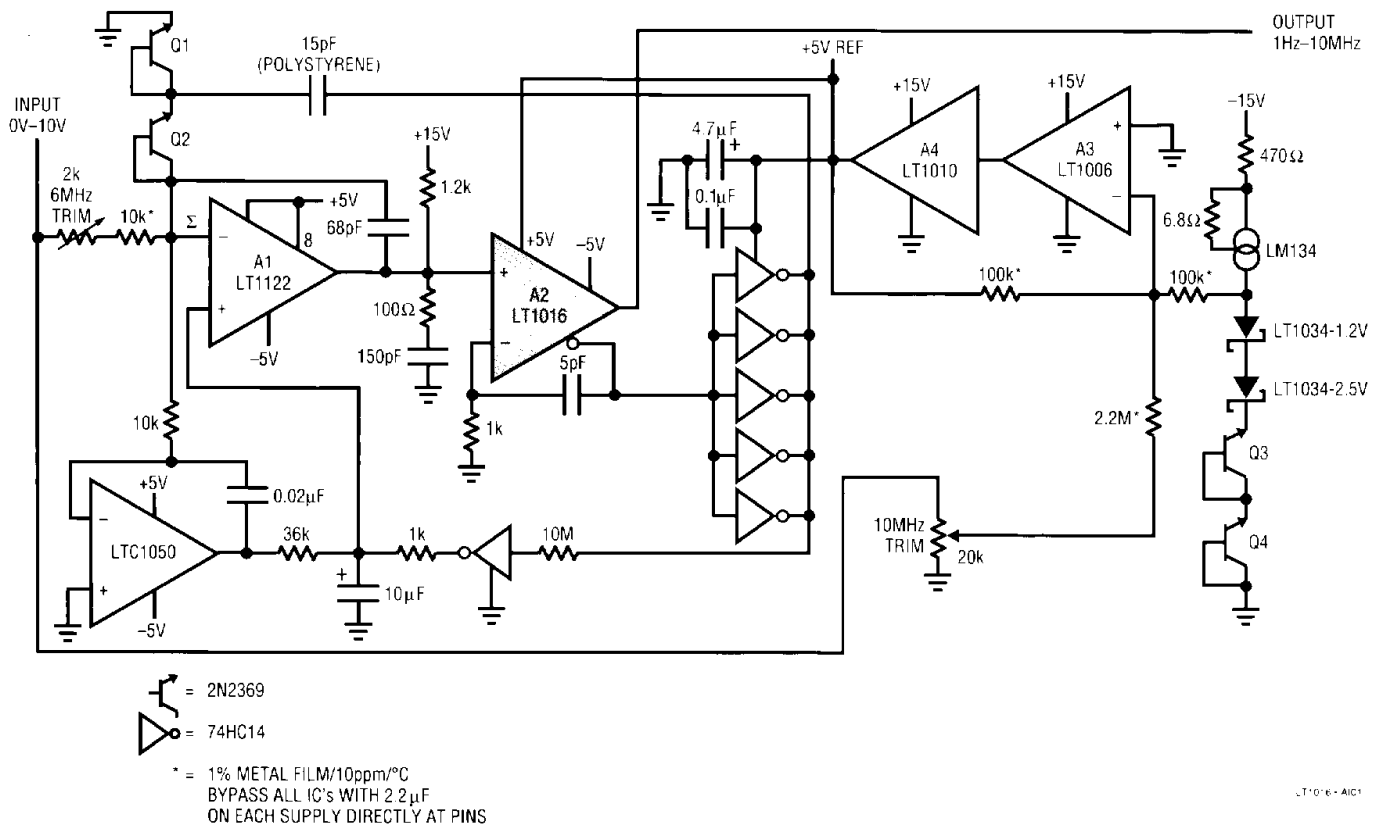 OUTPUT
1Hz–10MHz
Q1
15pF
(POLYSTYRENE)
+5V REF
INPUT
0V–10V
Q2
+15V
+15V
+15V
–15V
4.7µF
+
A4
LT1010
A3
LT1006
+
–
470Ω
2k
6MHz
TRIM
10k*
Σ
1.2k
0.1µF
6.8Ω
LM134
+5V
8
68pF
–
A1
LT1122
+
–5V
+5V
–5V
+
A2
LT1016
–
100k*
100k*
100Ω
150pF
5pF
1k
LT1034-1.2V
LT1034-2.5V
10k
2.2M*
Q3
+5V
0.02µF
–
LTC1050
+
–5V
36k
1k
10M
+
10µF
10MHz
TRIM
20k
Q4
= 2N2369
= 74HC14
* = 1% METAL FILM/10ppm/°C
BYPASS ALL IC's WITH 2.2µF
ON EACH SUPPLY DIRECTLY AT PINS
LT1016 • AIC1